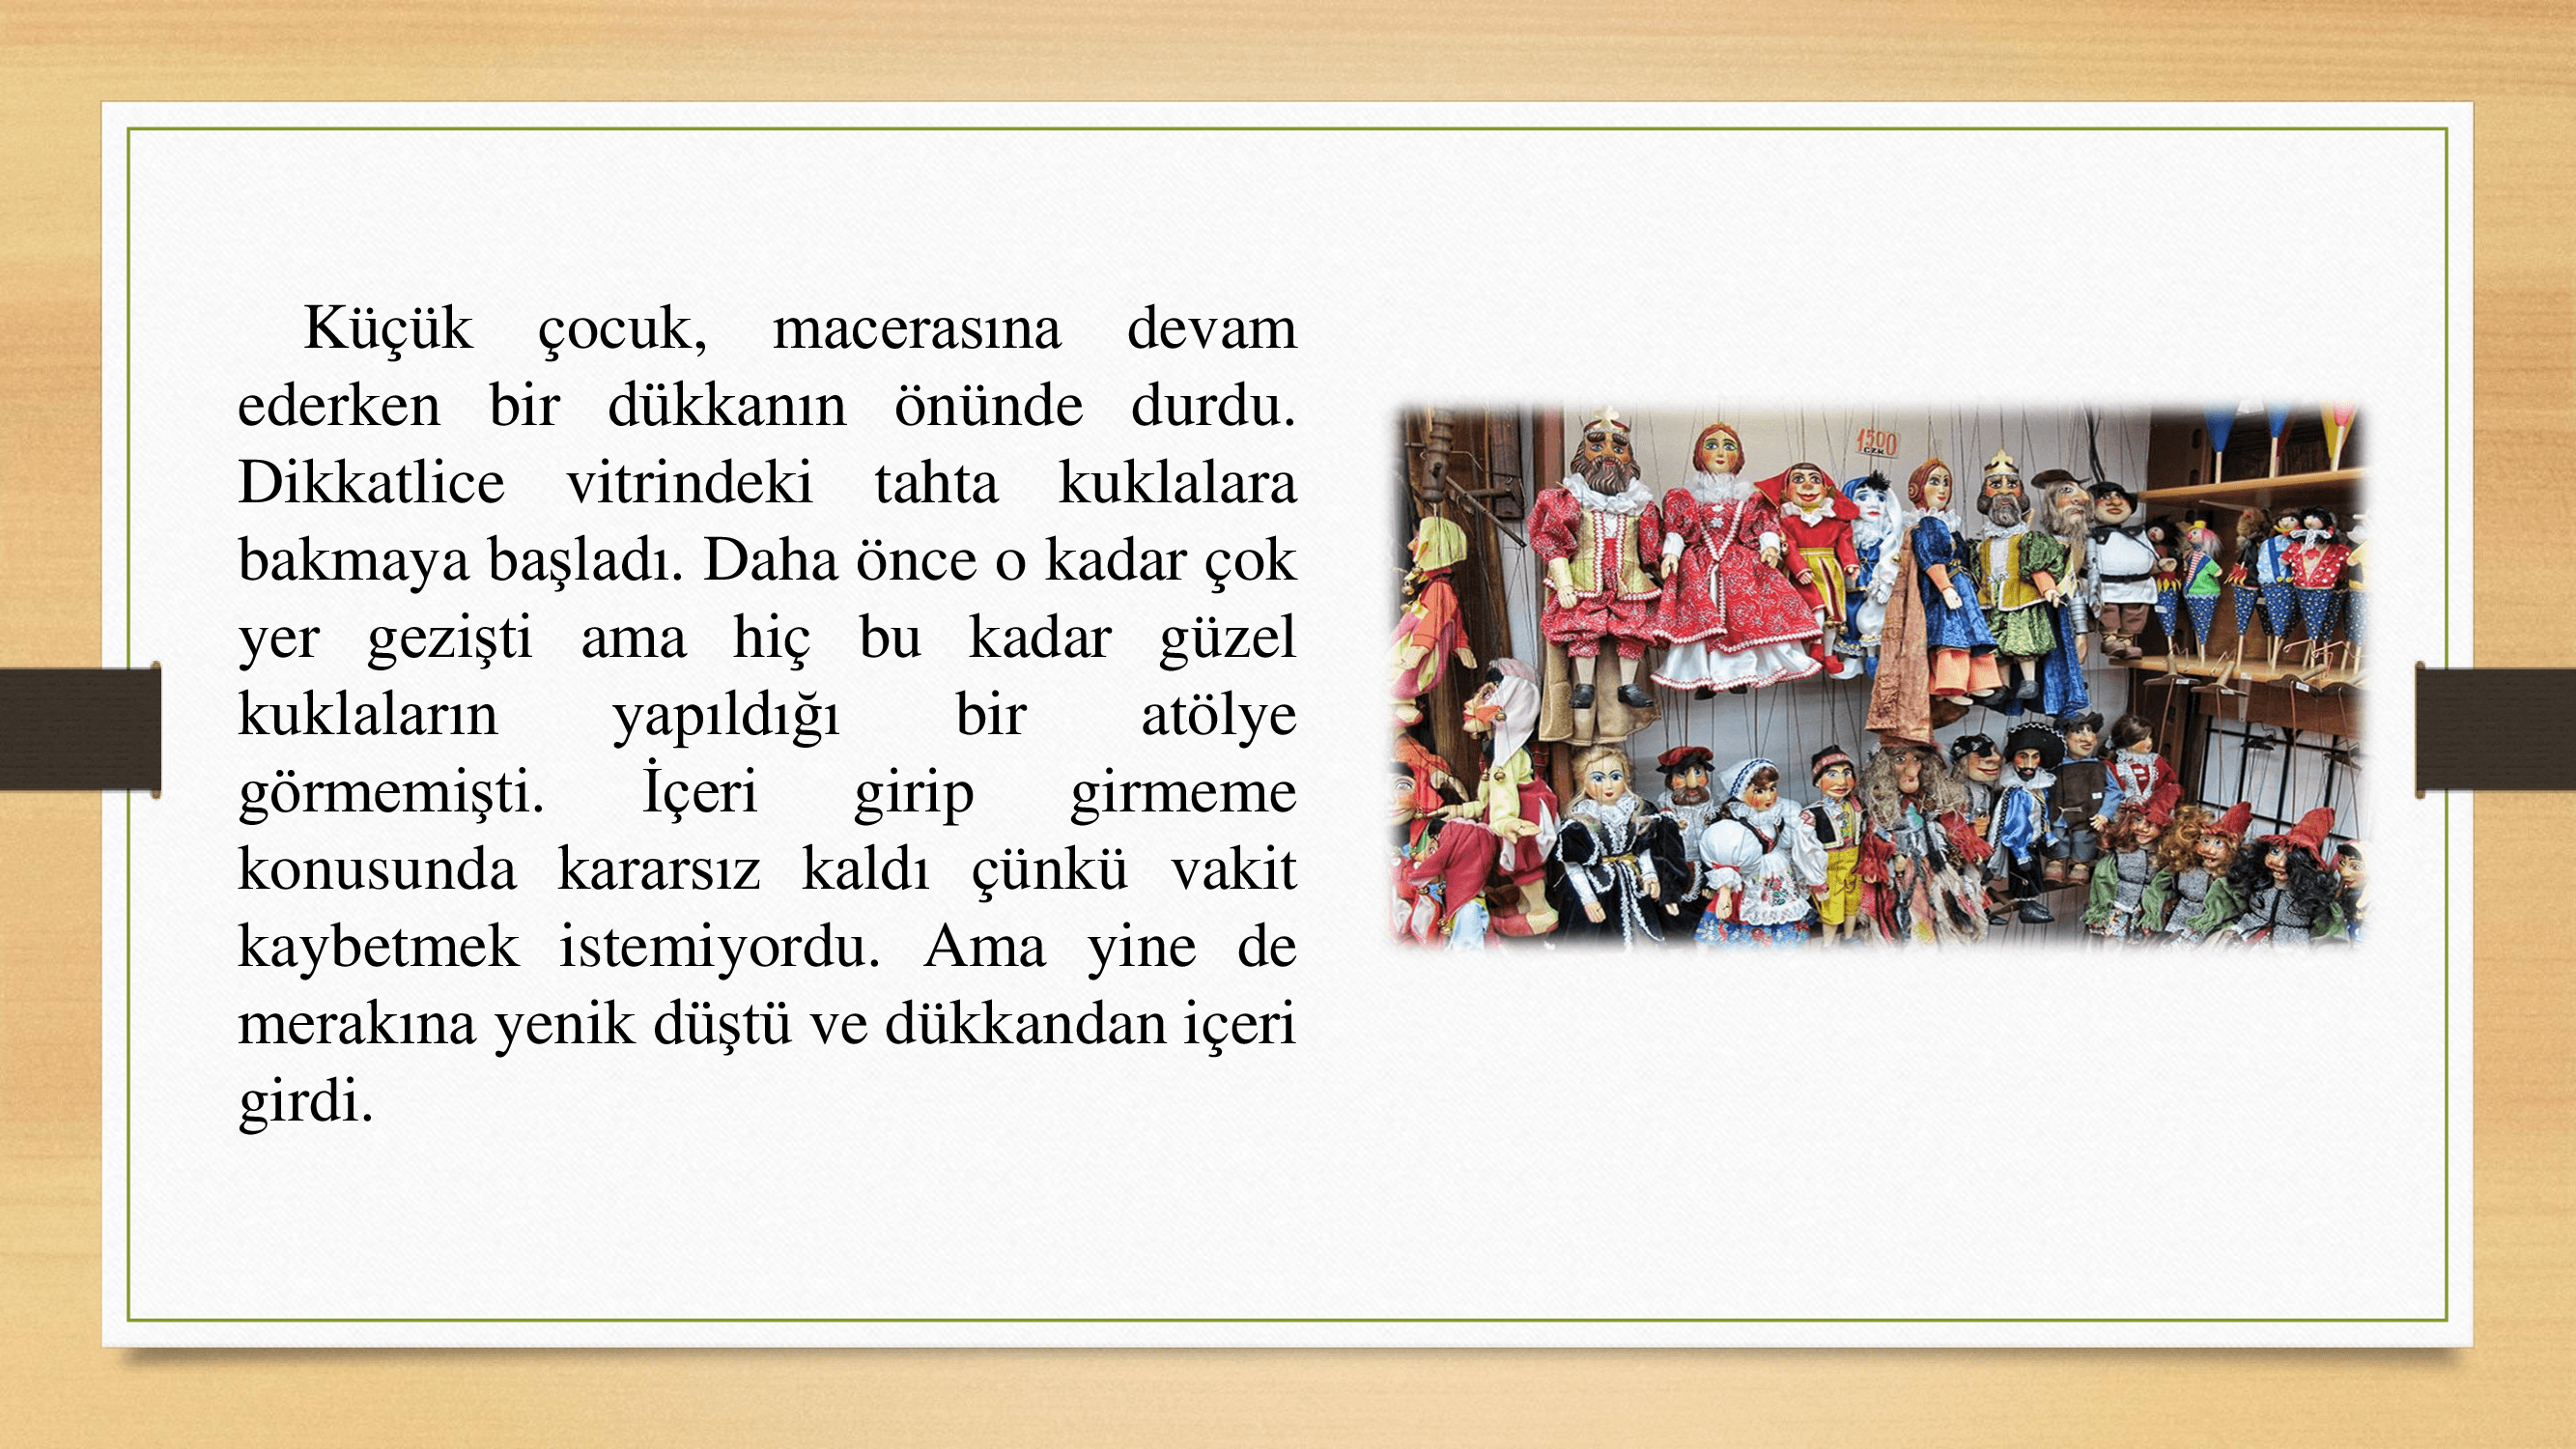 Küçük çocuk, macerasına devam
ederken bir dükkanın önünde durdu.
Dikkatlice vitrindeki tahta kuklalara
bakmaya başladı. Daha önce o kadar çok
yer gezişti ama hiç bu kadar güzel
kuklaların yapıldığı bir atölye
görmemişti. İçeri girip girmeme
konusunda kararsız kaldı çünkü vakit
kaybetmek istemiyordu. Ama yine de
merakına yenik düştü ve dükkandan içeri
girdi.
1500
CZK